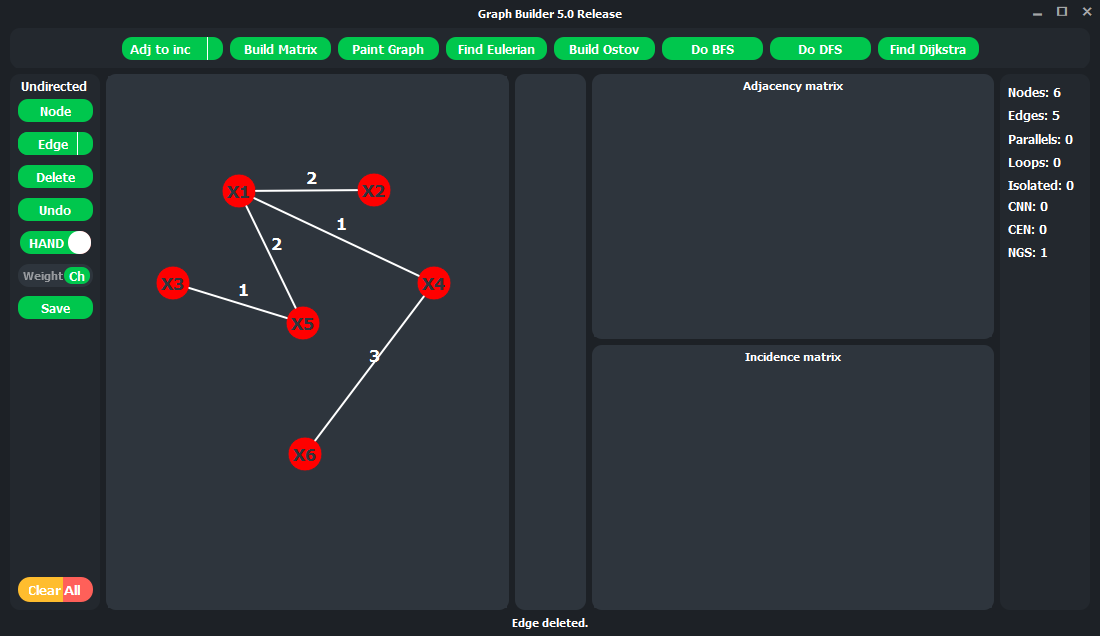 Graph Builder 5.0 Release
Adj to inc
Build Matrix
Paint Graph
Find Eulerian
Build Ostov
Do BFS
Do DFS
Find Dijkstra
Undirected
Node
Edge
Delete
Undo
HAND
Weight Ch
Save
Clear All
X1
2
X2
1
2
X3
1
X4
X5
3
X6
Adjacency matrix
Incidence matrix
Nodes: 6
Edges: 5
Parallels: 0
Loops: 0
Isolated: 0
CNN: 0
CEN: 0
NGS: 1
Edge deleted.